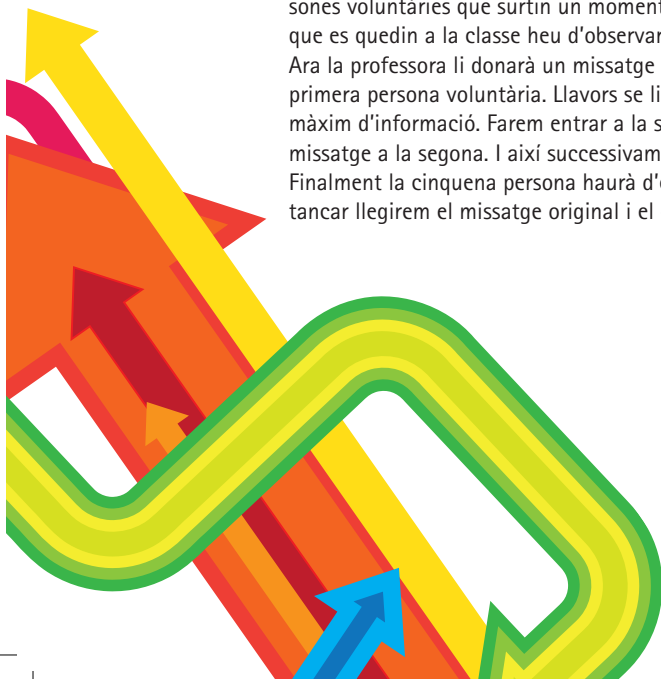 sones voluntàries que surtin un moment
que es quedin a la classe heu d'observar
Ara la professora li donarà un missatge
primera persona voluntària. Llavors se li
màxim d'informació. Farem entrar a la s
missatge a la segona. I així successivam
Finalment la cinquena persona haurà d'e
tancar llegirem el missatge original i el